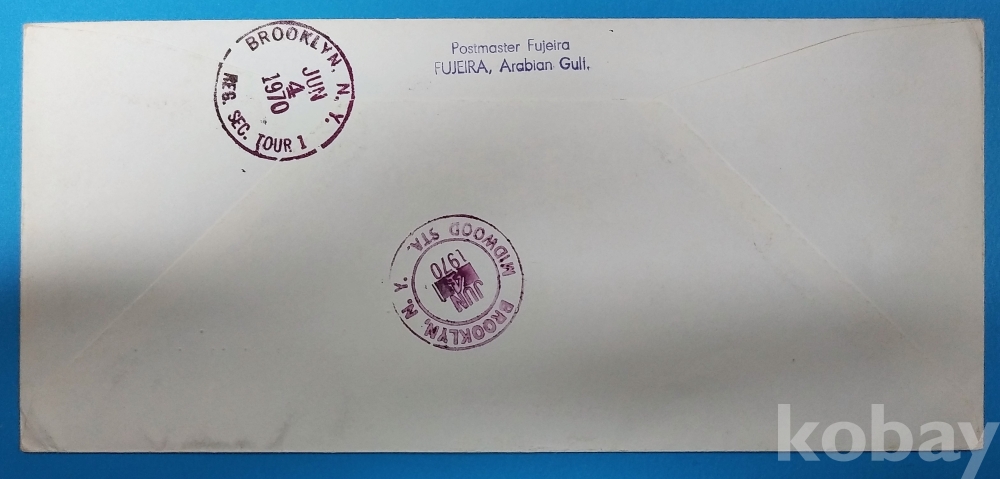 BROOKLYN, N. Y.
JUN
4
1970
REG. SEC. TOUR 1
Postmaster Fujeira
FUJEIRA, Arabian Gulf.
MIDWOOD STA.
BROOKLYN, N. Y.
JUN
4
1970
kobay